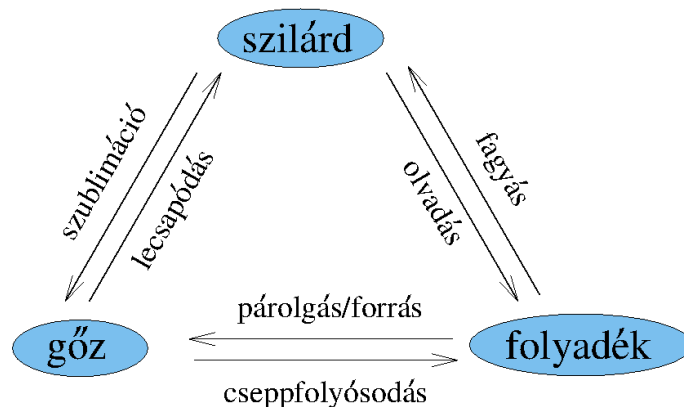 szilárd
szublimáció
lecsapódás
olvadás
fagyás
párolgás/forrás
gőz
folyadék
cseppfolyósodás